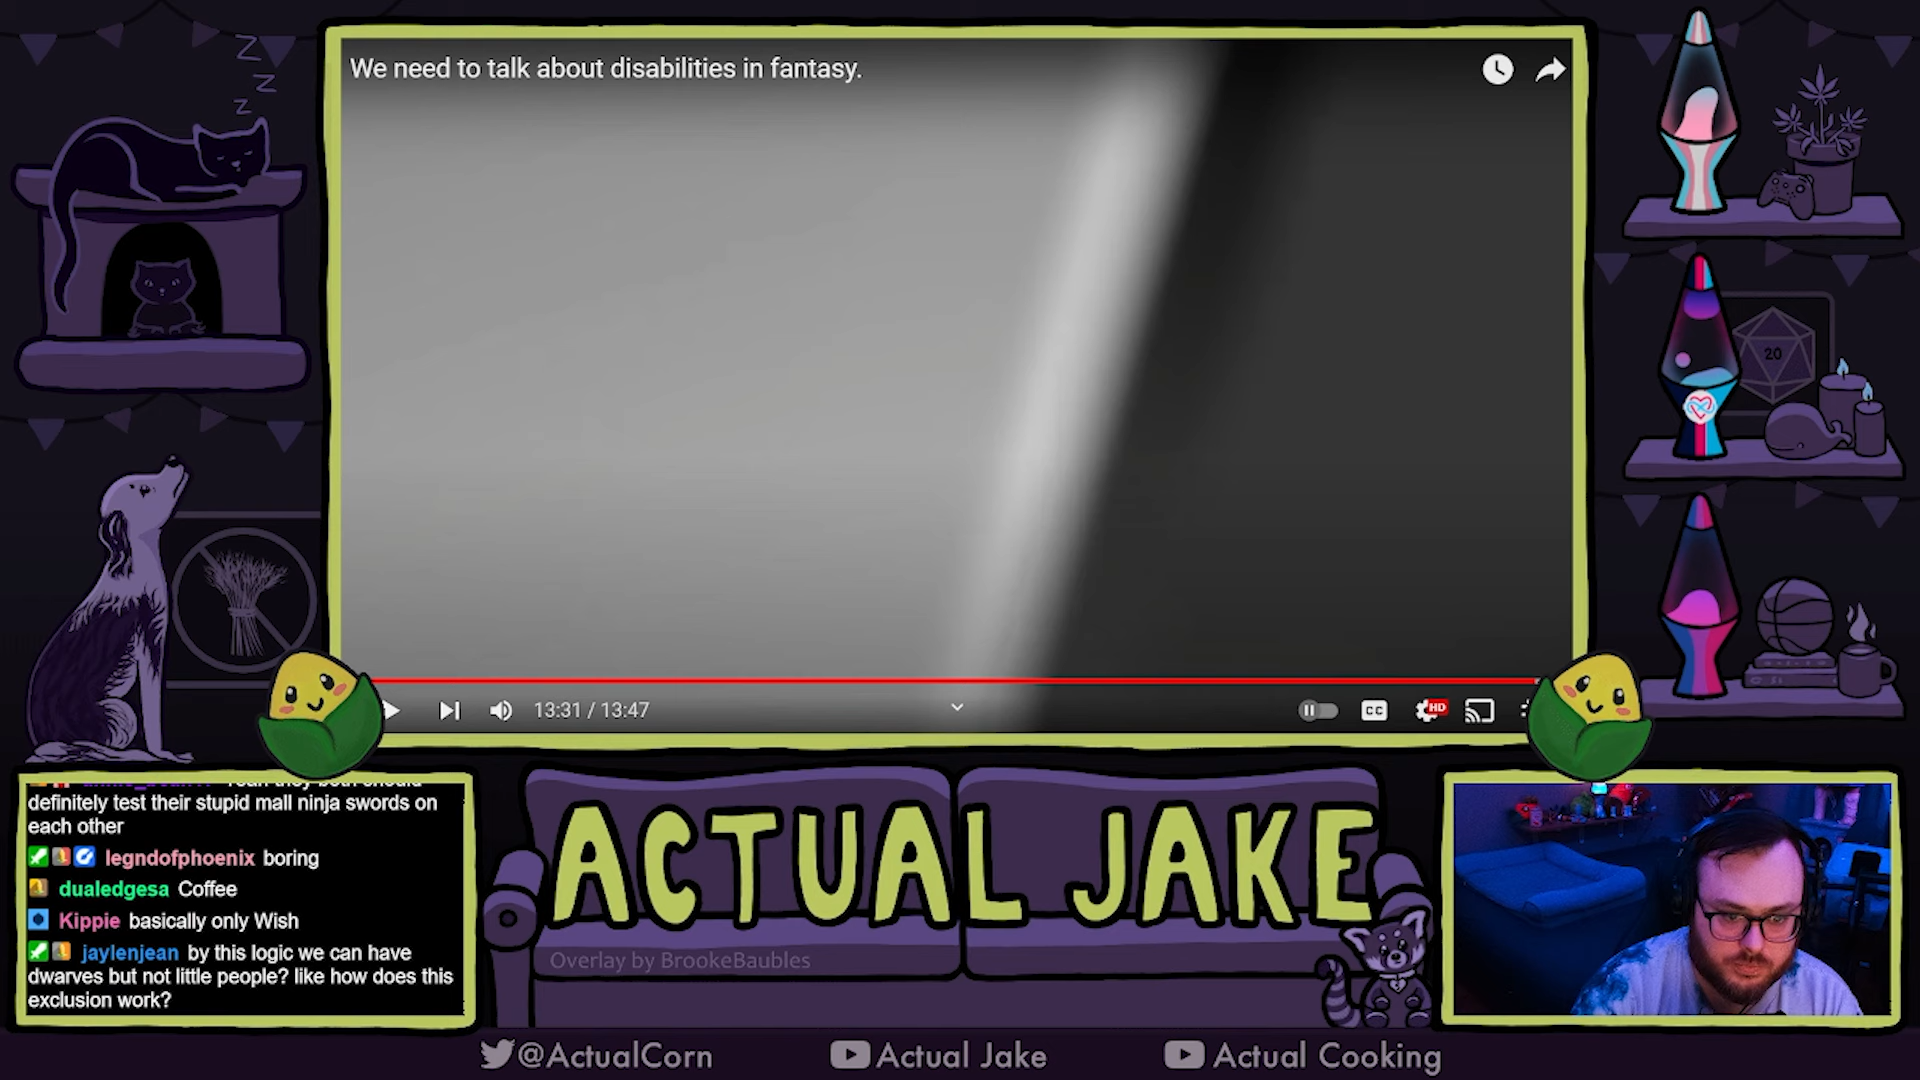 We need to talk about disabilities in fantasy.
Z
Z
Z
20
13:31 / 13:47
CC
HD
definitely test their stupid mall ninja swords on
each other
legndofphoenix boring
dualedgesa Coffee
Kippie basically only Wish
jaylenjean by this logic we can have
dwarves but not little people? like how does this
exclusion work?
ACTUAL JAKE
Overlay by BrookeBaubles
@ActualCorn
Actual Jake
Actual Cooking